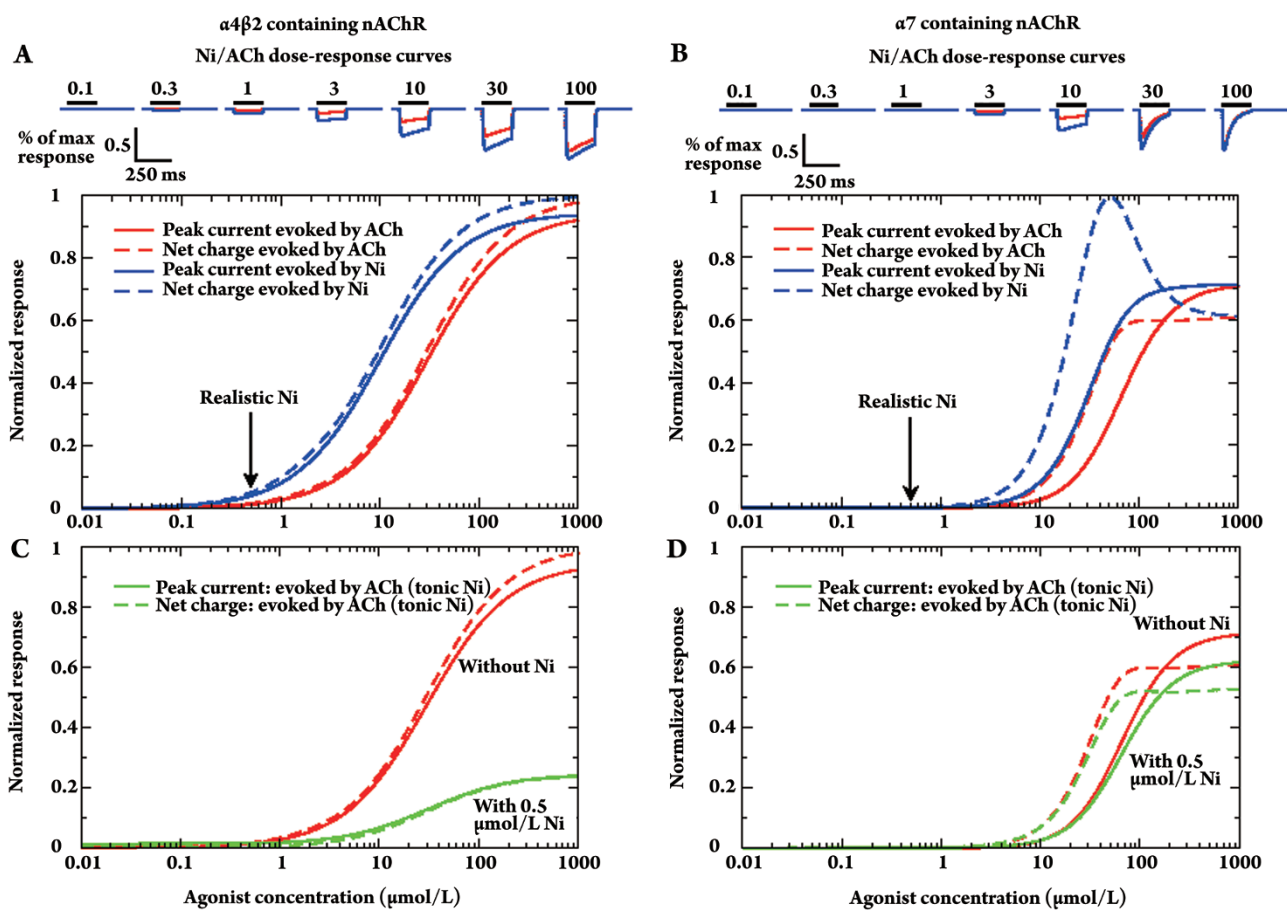 α4β2 containing nAChR
A
Ni/ACh dose-response curves
0.1 0.3 1 3 10 30 100
% of max response
0.5
250 ms
Normalized response
1
0.8
0.6
0.4
0.2
0
Peak current evoked by ACh
Net charge evoked by ACh
Peak current evoked by Ni
Net charge evoked by Ni
Realistic Ni
0.01 0.1 1 10 100 1000
α7 containing nAChR
B
Ni/ACh dose-response curves
0.1 0.3 1 3 10 30 100
% of max
response
0.5
250 ms
Normalized response
1
0.8
0.6
0.4
0.2
0
Peak current evoked by ACh
Net charge evoked by ACh
Peak current evoked by Ni
Net charge evoked by Ni
Realistic Ni
0.01 0.1 1 10 100 1000
C
Normalized response
1
0.8
0.6
0.4
0.2
0
Peak current: evoked by ACh (tonic Ni)
Net charge: evoked by ACh (tonic Ni)
Without Ni
With 0.5
μmol/L Ni
0.01 0.1 1 10 100 1000
Agonist concentration (μmol/L)
D
Normalized response
1
0.8
0.6
0.4
0.2
0
Peak current: evoked by ACh (tonic Ni)
Net charge: evoked by ACh (tonic Ni)
Without Ni
With 0.5
μmol/L Ni
0.01 0.1 1 10 100 1000
Agonist concentration (μmol/L)